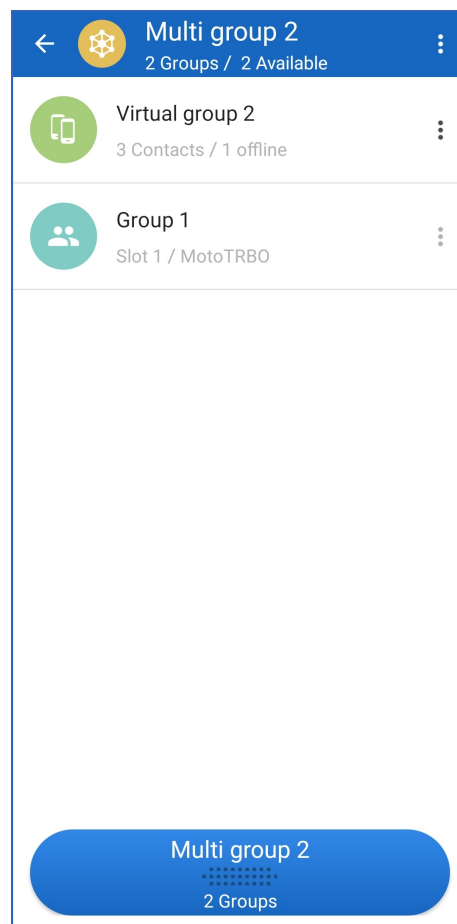 Multi group 2
2 Groups / 2 Available
Virtual group 2
3 Contacts / 1 offline
Group 1
Slot 1 / MotoTRBO
Multi group 2
2 Groups